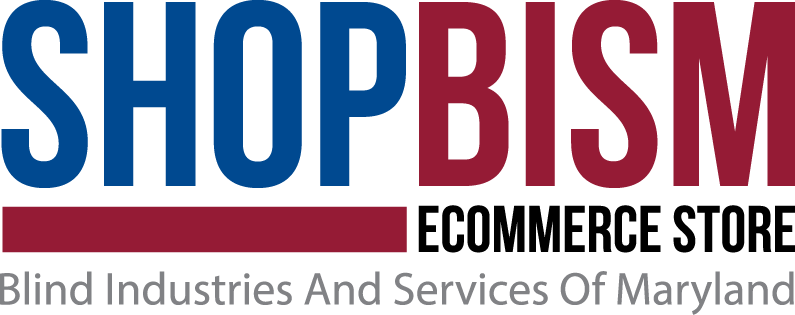 SHOPBISM
ECOMMERCE STORE
Blind Industries And Services Of Maryland